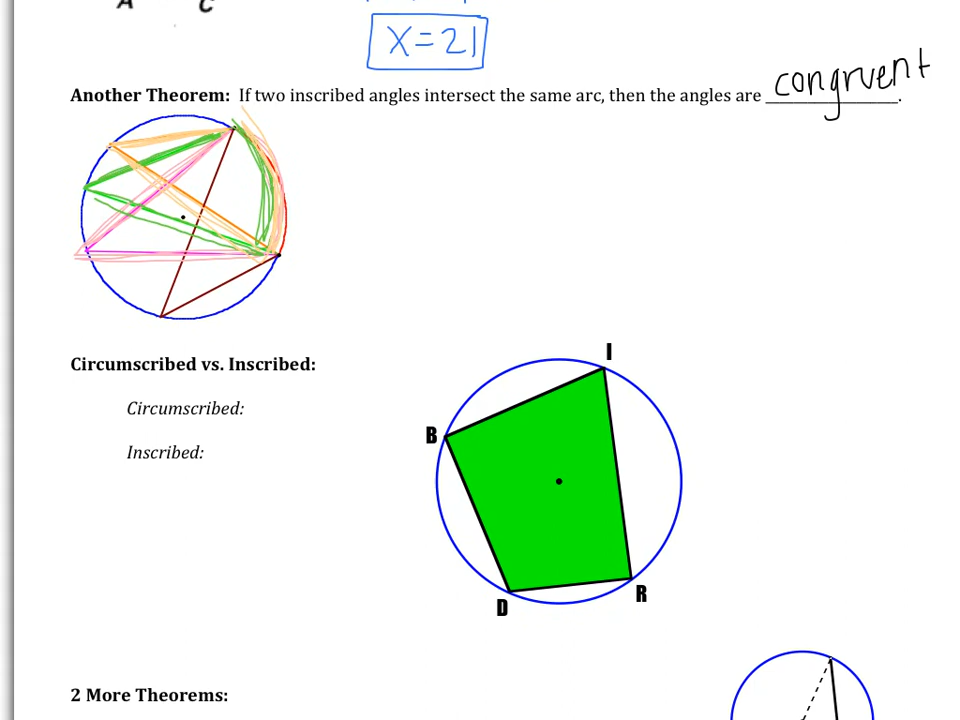 A C
X=21
Another Theorem: If two inscribed angles intersect the same arc, then the angles are congruent.
Circumscribed vs. Inscribed:
I
Circumscribed:
B
Inscribed:
R
D
2 More Theorems: